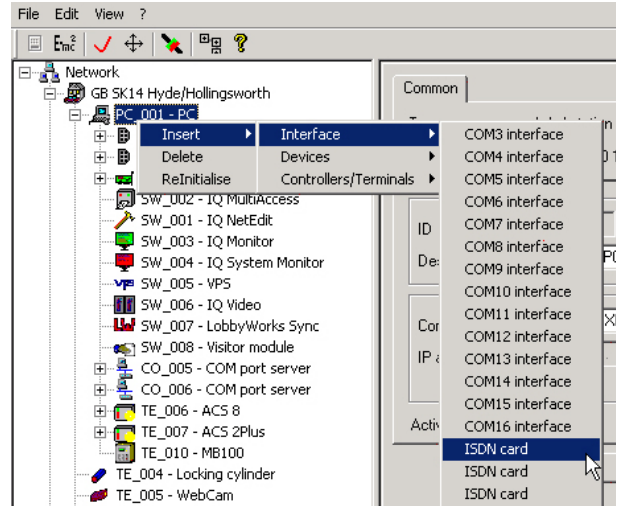 File Edit View ?
Network
GB SK14 Hyde/Hollingsworth
PC_001 - PC
Insert
Delete
ReInitialise
Interface
Devices
Controllers/Terminals
COM3 interface
COM4 interface
COM5 interface
COM6 interface
COM7 interface
COM8 interface
COM9 interface
COM10 interface
COM11 interface
COM12 interface
COM13 interface
COM14 interface
COM15 interface
COM16 interface
ISDN card
ISDN card
ISDN card
SW_002 - IQ MultiAccess
SW_001 - IQ NetEdit
SW_003 - IQ Monitor
SW_004 - IQ System Monitor
SW_005 - VPS
SW_006 - IQ Video
SW_007 - LobbyWorks Sync
SW_008 - Visitor module
CO_005 - COM port server
CO_006 - COM port server
TE_006 - ACS 8
TE_007 - ACS 2Plus
TE_010 - MB100
TE_004 - Locking cylinder
TE_005 - WebCam
Common
ID
IP